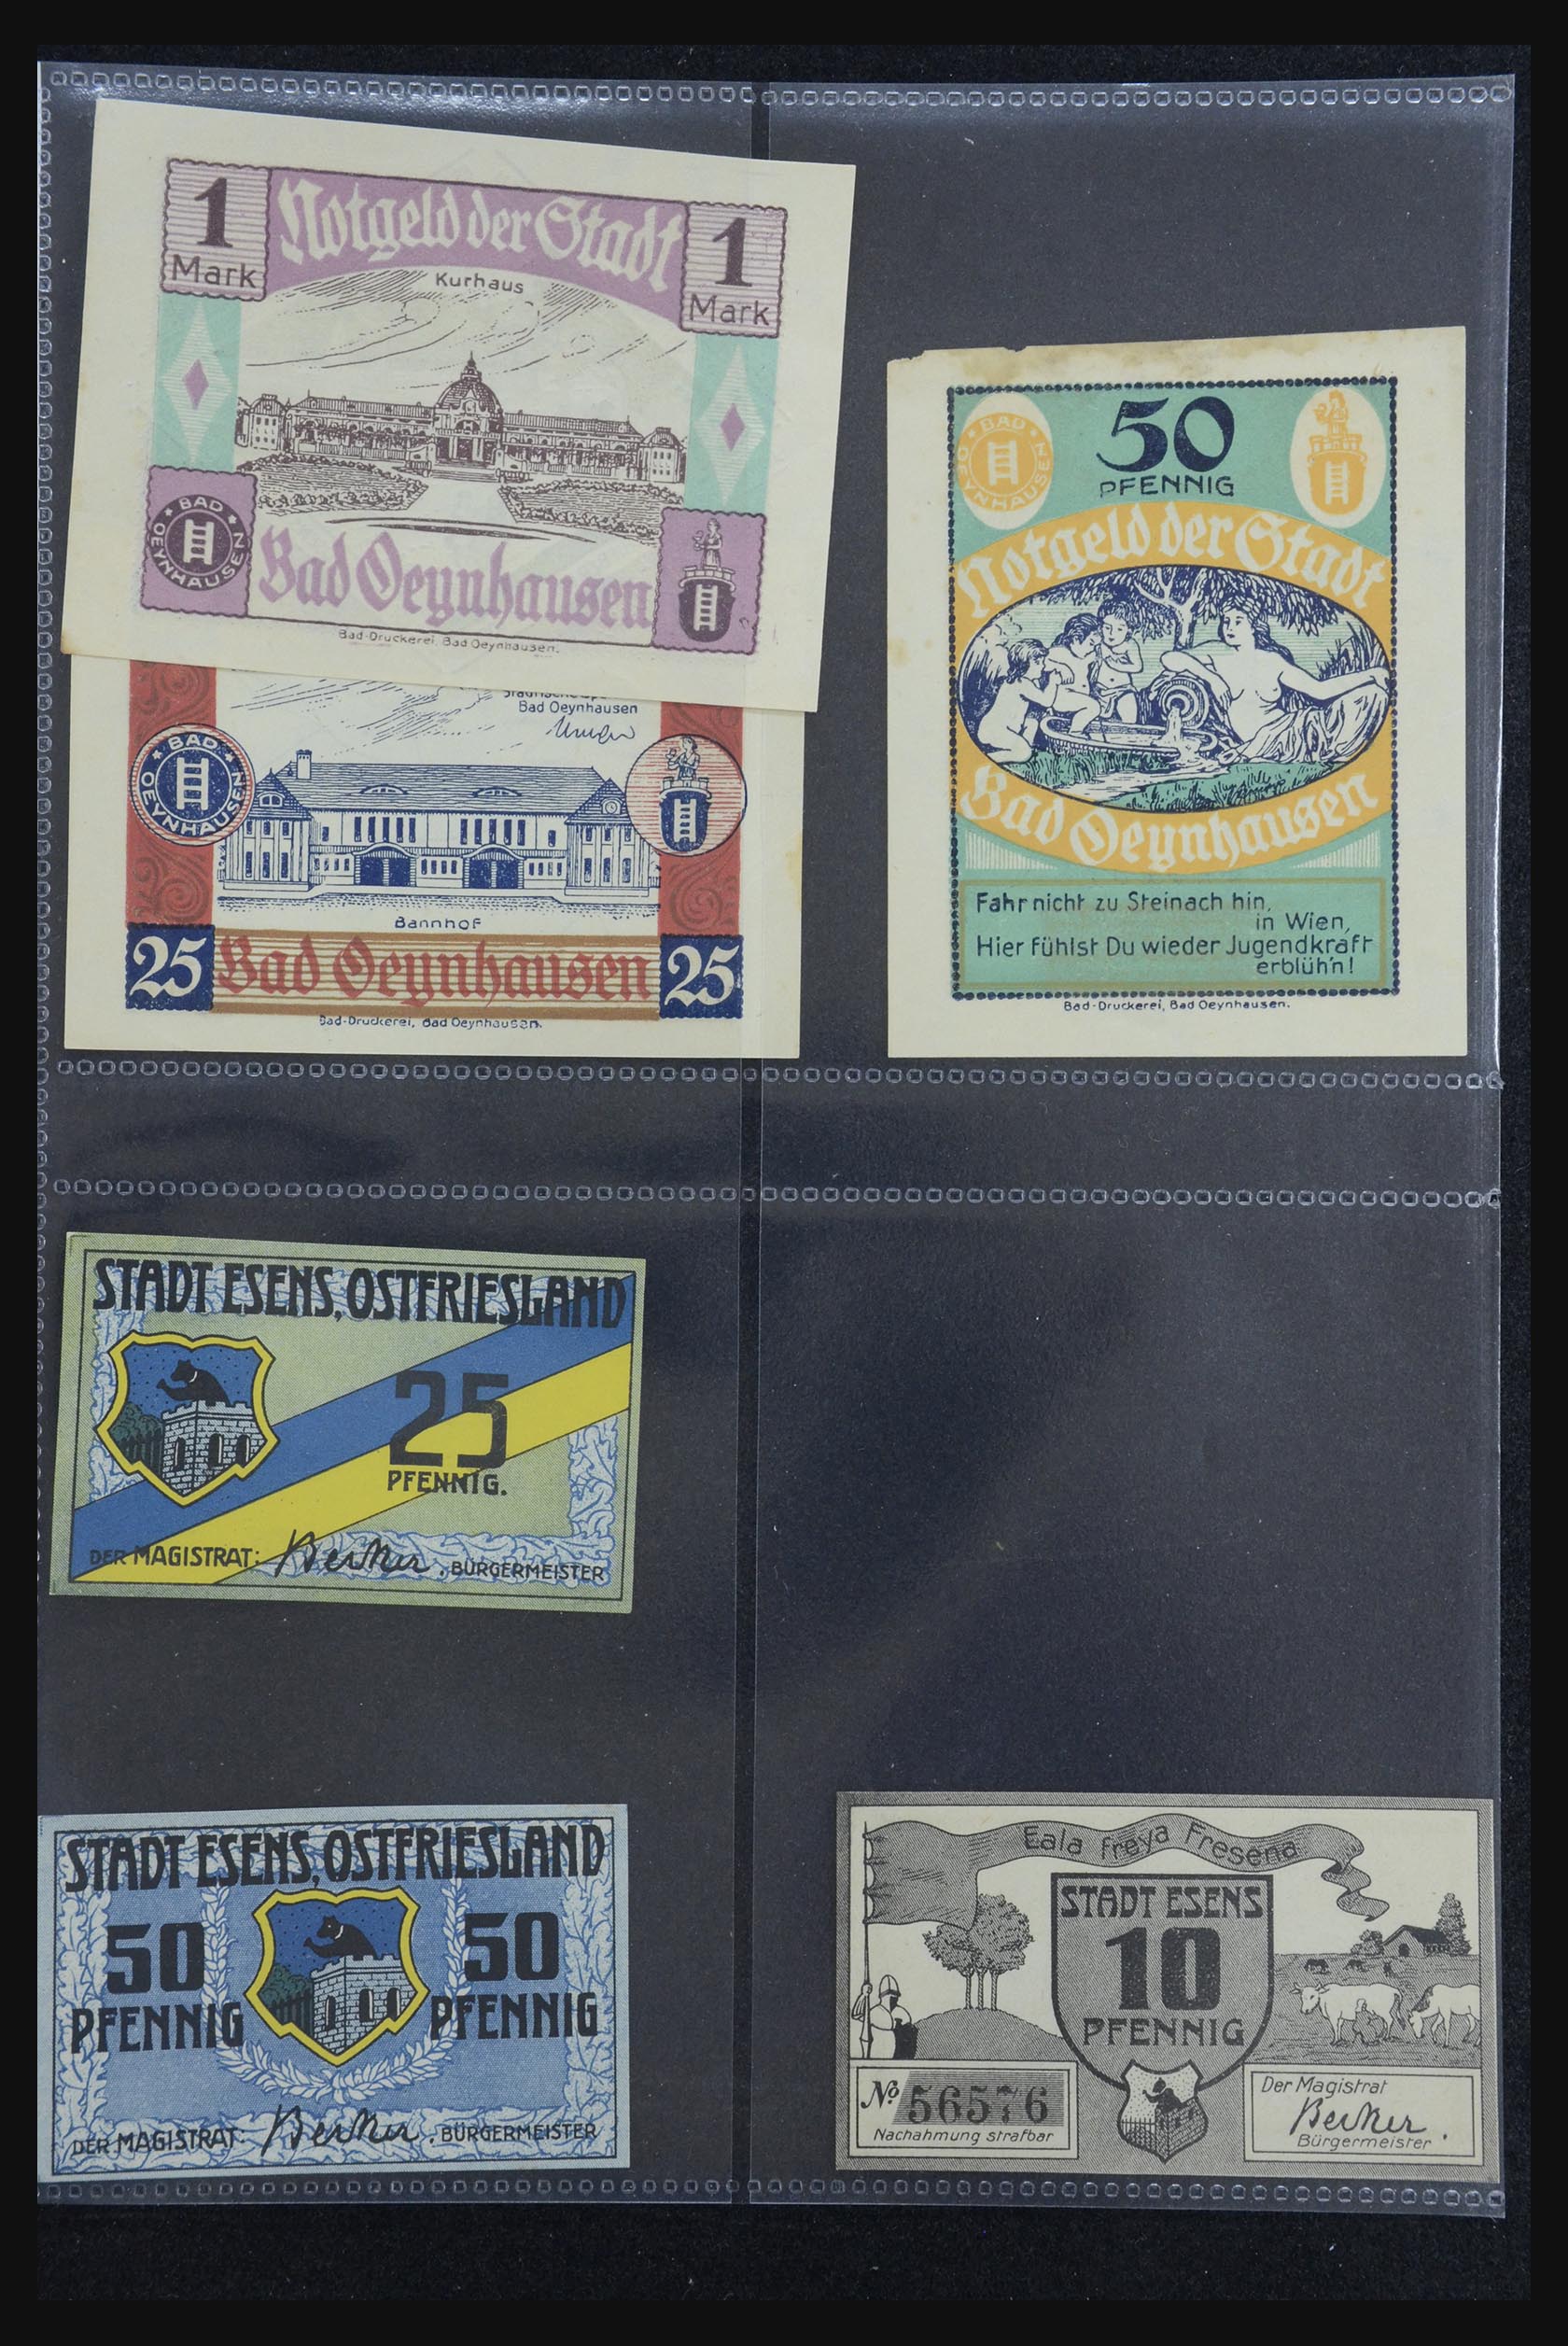 1
Mark
Notgeld der Stadt
1
Mark
Kurhaus
BAD
OEYNHAUSEN
Bad Oeynhausen
Bad-Druckerei, Bad Oeynhausen.
Bad Oeynhausen
BAD
OEYNHAUSEN
Bahnhof
25
Bad Oeynhausen
25
Bad-Druckerei, Bad Oeynhausen.
BAD
OEYNHAUSEN
50
PFENNIG
Notgeld der Stadt
Bad Oeynhausen
Fahr nicht zu Steinach hin,
in Wien,
Hier fühlst Du wieder Jugendkraft
erblüh'n!
Bad-Druckerei, Bad Oeynhausen.
STADT ESENS, OSTFRIESLAND
25
PFENNIG.
DER MAGISTRAT: Becker, BÜRGERMEISTER
STADT ESENS, OSTFRIESLAND
50
PFENNIG
50
PFENNIG
DER MAGISTRAT: Becker, BÜRGERMEISTER
Eala freya Fresena
STADT ESENS
10
PFENNIG
No 56576
Nachahmung strafbar
Der Magistrat
Becker.
Bürgermeister